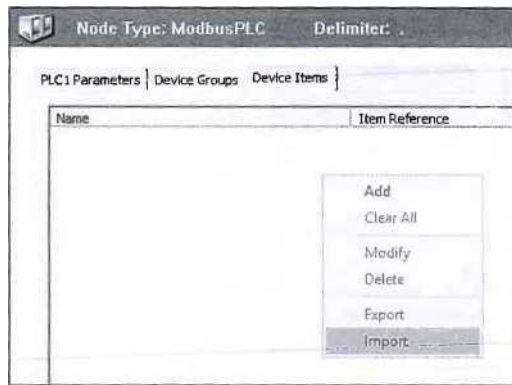 Node Type: ModbusPLC Delimiter: .
PLC1 Parameters Device Groups Device Items
Name Item Reference
Add
Clear All
Modify
Delete
Export
Import